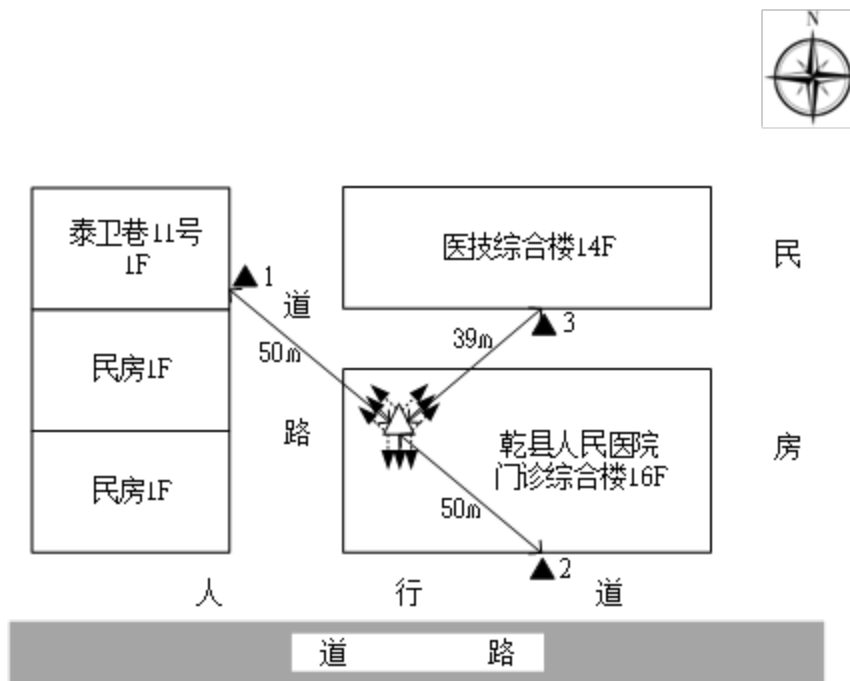 N
泰卫巷11号
1F
1
医技综合楼14F
民
道
3
39m
50m
民房1F
路
乾县人民医院
门诊综合楼16F
房
民房1F
50m
2
人 行 道
道 路